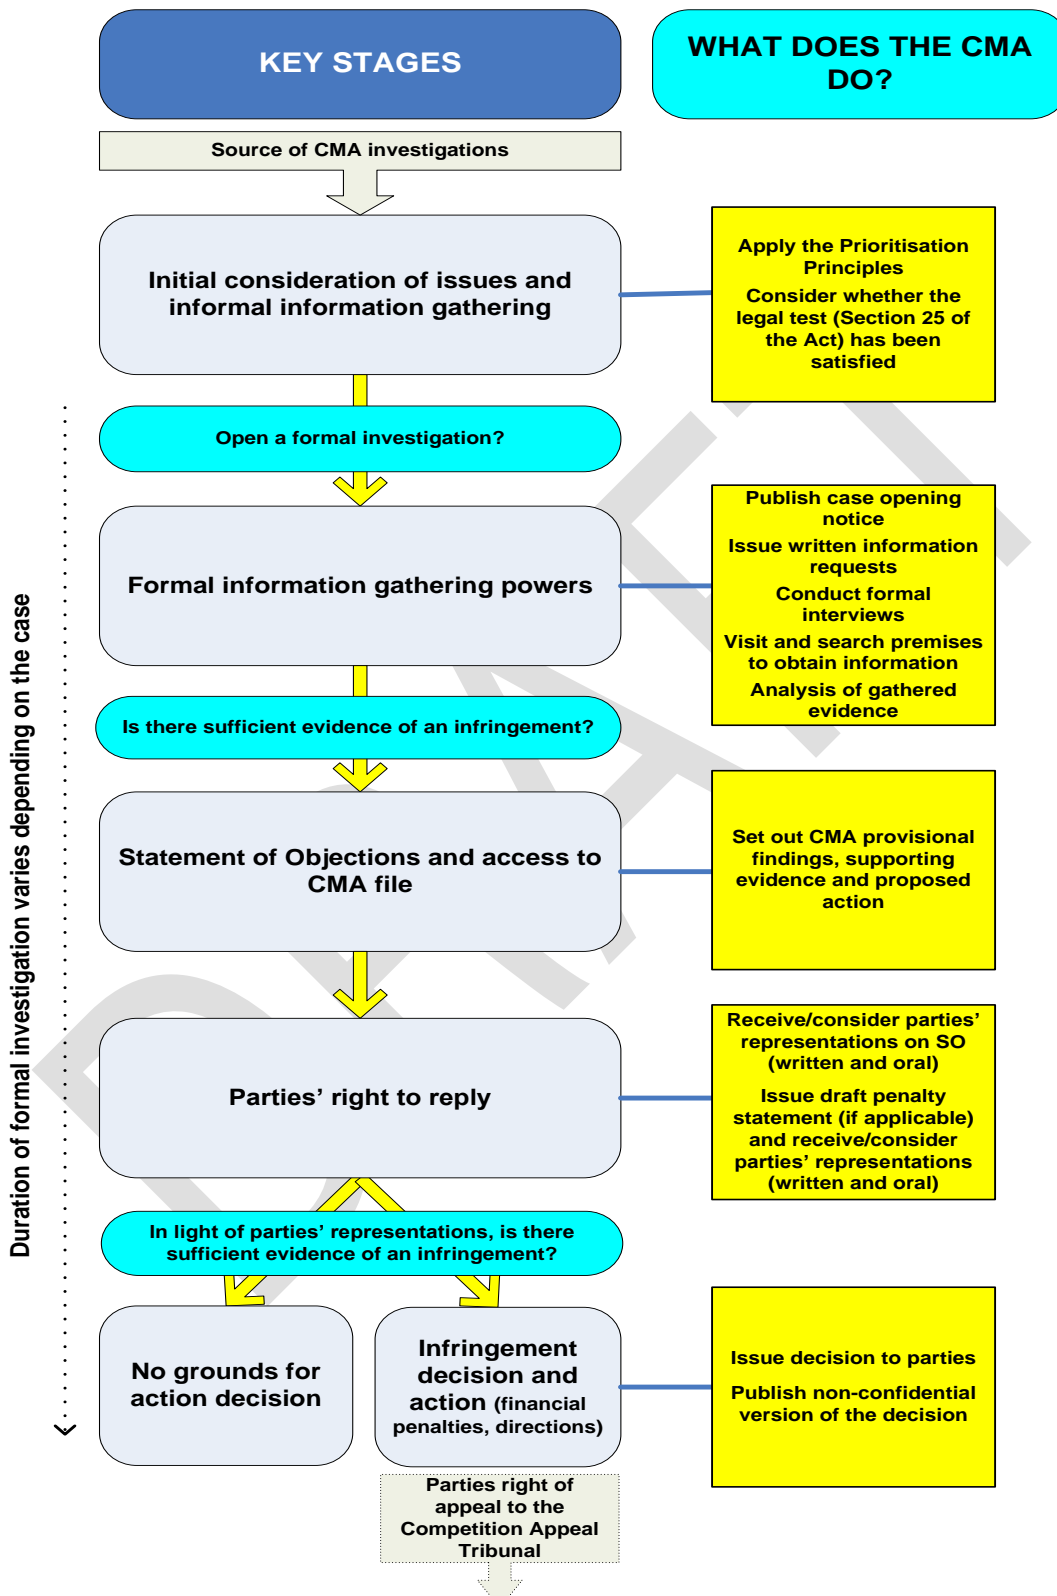 KEY STAGES
WHAT DOES THE CMA
DO?
Source of CMA investigations
Initial consideration of issues and
informal information gathering
Apply the Prioritisation
Principles
Consider whether the
legal test (Section 25 of
the Act) has been
satisfied
Open a formal investigation?
Formal information gathering powers
Publish case opening
notice
Issue written information
requests
Conduct formal
interviews
Visit and search premises
to obtain information
Analysis of gathered
evidence
Is there sufficient evidence of an infringement?
Statement of Objections and access to
CMA file
Set out CMA provisional
findings, supporting
evidence and proposed
action
Parties’ right to reply
Receive/consider parties’
representations on SO
(written and oral)
Issue draft penalty
statement (if applicable)
and receive/consider
parties’ representations
(written and oral)
In light of parties’ representations, is there
sufficient evidence of an infringement?
No grounds for
action decision
Infringement
decision and
action (financial
penalties, directions)
Issue decision to parties
Publish non-confidential
version of the decision
Parties right of
appeal to the
Competition Appeal
Tribunal
Duration of formal investigation varies depending on the case
DRAFT